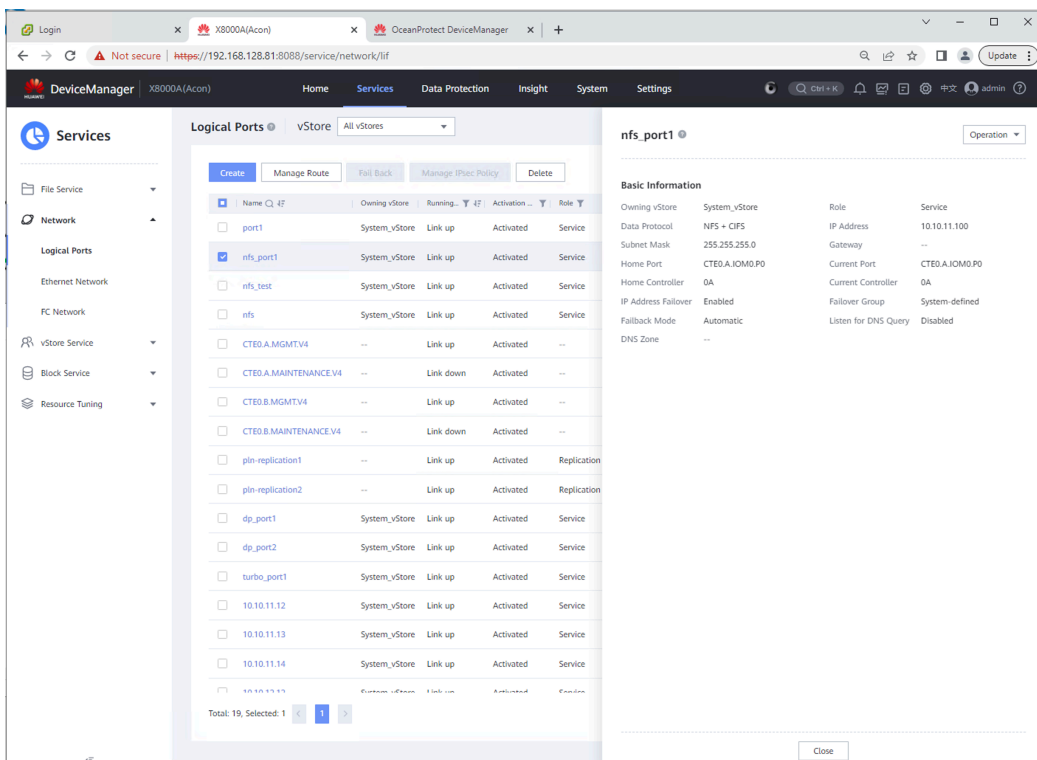 Login
X8000A(Acon)
OceanProtect DeviceManager
Not secure
https://192.168.128.81:8088/service/network/lif
Update
HUAWEI
DeviceManager
X8000A(Acon)
Home
Services
Data Protection
Insight
System
Settings
Ctrl+K
中文
admin
Services
File Service
Network
Logical Ports
Ethernet Network
FC Network
vStore Service
Block Service
Resource Tuning
Logical Ports
vStore
All vStores
Create
Manage Route
Fail Back
Manage IPsec Policy
Delete
Name Owning vStore Running... Activation ... Role
port1 System_vStore Link up Activated Service
nfs_port1 System_vStore Link up Activated Service
nfs_test System_vStore Link up Activated Service
nfs System_vStore Link up Activated Service
CTE0.A.MGMT.V4 -- Link up Activated --
CTE0.A.MAINTENANCE.V4 -- Link down Activated --
CTE0.B.MGMT.V4 -- Link up Activated --
CTE0.B.MAINTENANCE.V4 -- Link down Activated --
pln-replication1 -- Link up Activated Replication
pln-replication2 -- Link up Activated Replication
dp_port1 System_vStore Link up Activated Service
dp_port2 System_vStore Link up Activated Service
turbo_port1 System_vStore Link up Activated Service
10.10.11.12 System_vStore Link up Activated Service
10.10.11.13 System_vStore Link up Activated Service
10.10.11.14 System_vStore Link up Activated Service
System_vStore Link up Activated Service
Total: 19, Selected: 1
1
nfs_port1
Operation
Basic Information
Owning vStore System_vStore Role Service
Data Protocol NFS + CIFS IP Address 10.10.11.100
Subnet Mask 255.255.255.0 Gateway --
Home Port CTE0.A.IOM0.P0 Current Port CTE0.A.IOM0.P0
Home Controller 0A Current Controller 0A
IP Address Failover Enabled Failover Group System-defined
Failback Mode Automatic Listen for DNS Query Disabled
DNS Zone --
Close